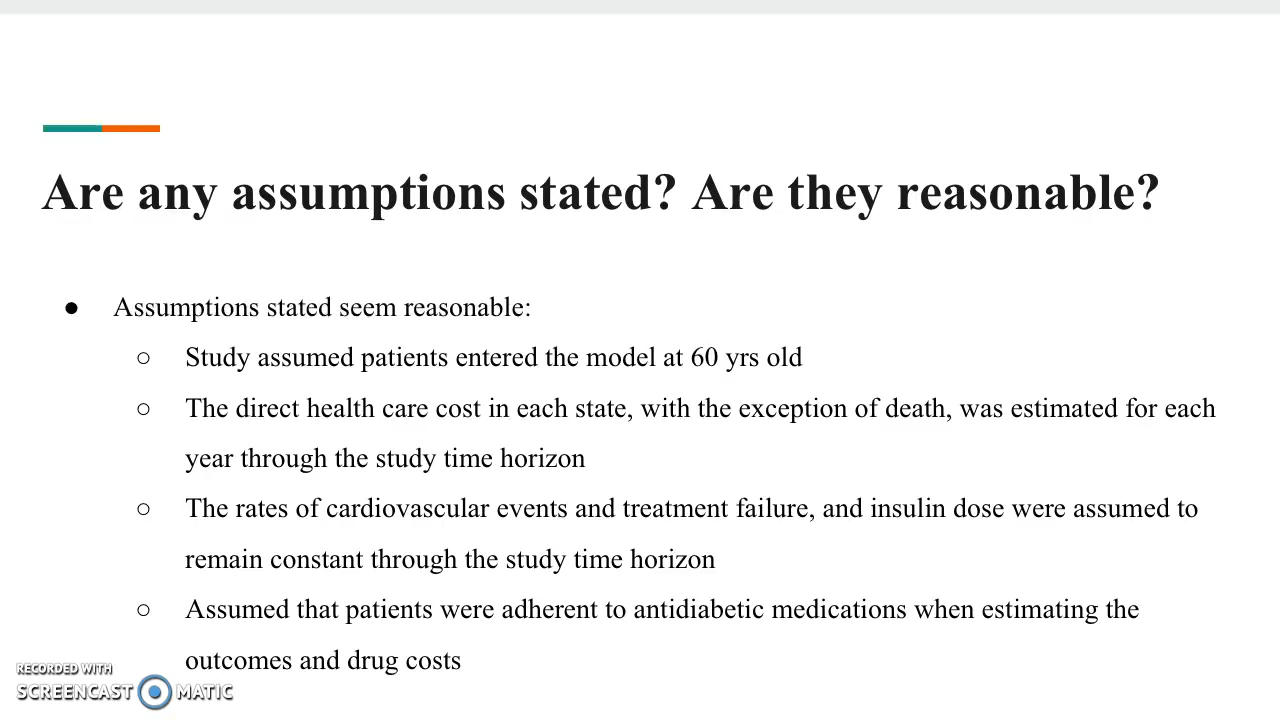 Are any assumptions stated? Are they reasonable?
● Assumptions stated seem reasonable:
○ Study assumed patients entered the model at 60 yrs old
○ The direct health care cost in each state, with the exception of death, was estimated for each
year through the study time horizon
○ The rates of cardiovascular events and treatment failure, and insulin dose were assumed to
remain constant through the study time horizon
○ Assumed that patients were adherent to antidiabetic medications when estimating the
outcomes and drug costs
RECORDED WITH
SCREENCAST MATIC